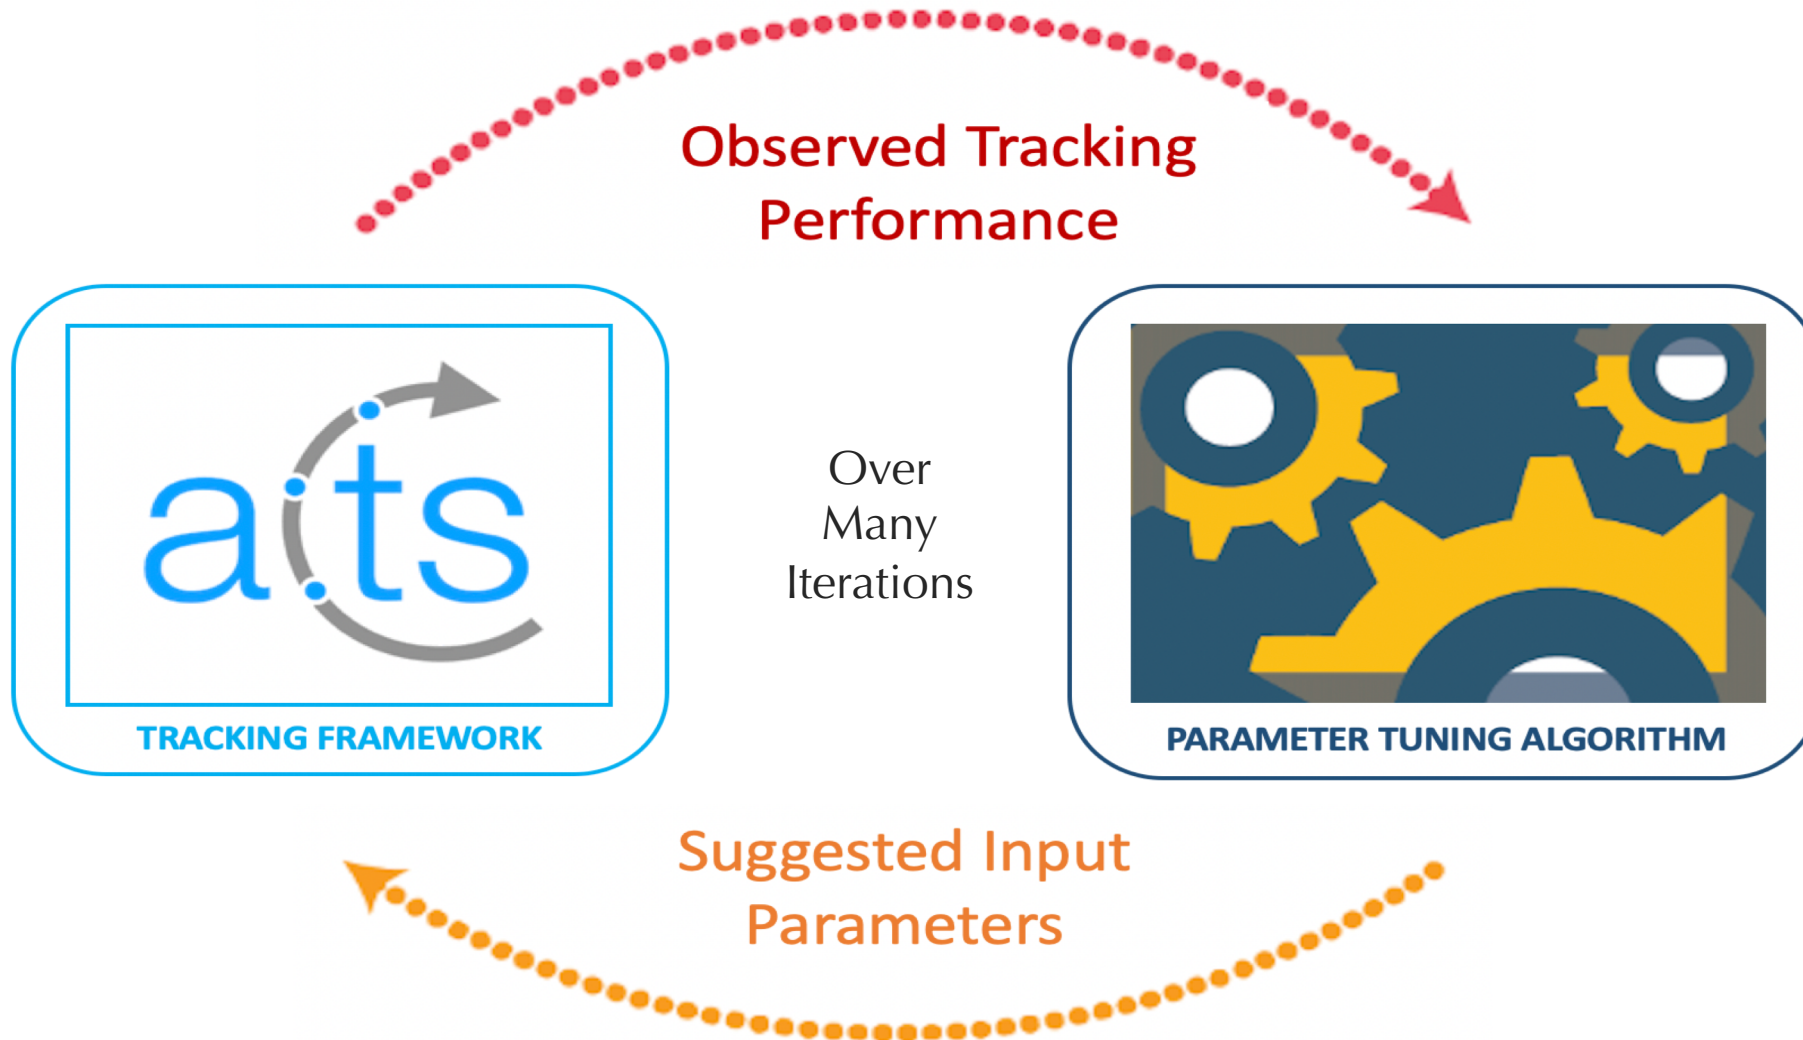 Observed Tracking
Performance
acts
TRACKING FRAMEWORK
Over
Many
Iterations
PARAMETER TUNING ALGORITHM
Suggested Input
Parameters